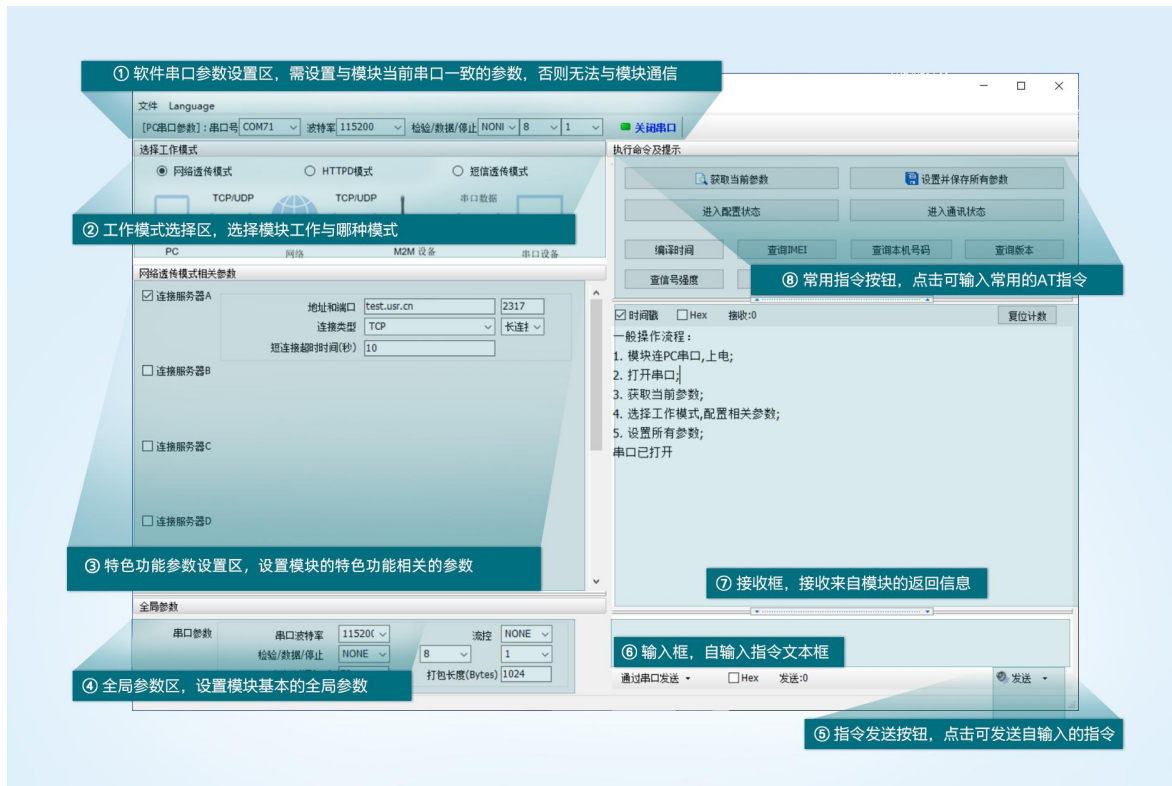 ① 软件串口参数设置区，需设置与模块当前串口一致的参数，否则无法与模块通信
文件 Language
[PC串口参数]：串口号 COM71 波特率 115200 检验/数据/停止 NONI 8 1 关闭串口
选择工作模式
网络透传模式 HTTPD模式 短信透传模式
TCP/UDP TCP/UDP 串口数据
② 工作模式选择区，选择模块工作与哪种模式
PC 网络 M2M 设备 串口设备
网络透传模式相关参数
连接服务器A
地址和端口 test.usr.cn 2317
连接类型 TCP 长连接
短连接超时时间(秒) 10
连接服务器B
连接服务器C
连接服务器D
③ 特色功能参数设置区，设置模块的特色功能相关的参数
全局参数
串口参数 串口波特率 115200 流控 NONE
检验/数据/停止 NONE 8 1
打包长度(Bytes) 1024
④ 全局参数区，设置模块基本的全局参数
执行命令及提示
获取当前参数 设置并保存所有参数
进入配置状态 进入通讯状态
编译时间 查询IMEI 查询本机号码 查询版本
查信号强度
⑧ 常用指令按钮，点击可输入常用的AT指令
时间戳 Hex 接收:0 复位计数
一般操作流程：
1. 模块连PC串口,上电;
2. 打开串口;
3. 获取当前参数;
4. 选择工作模式,配置相关参数;
5. 设置所有参数;
串口已打开
⑦ 接收框，接收来自模块的返回信息
⑥ 输入框，自输入指令文本框
通过串口发送 Hex 发送:0 发送
⑤ 指令发送按钮，点击可发送自输入的指令